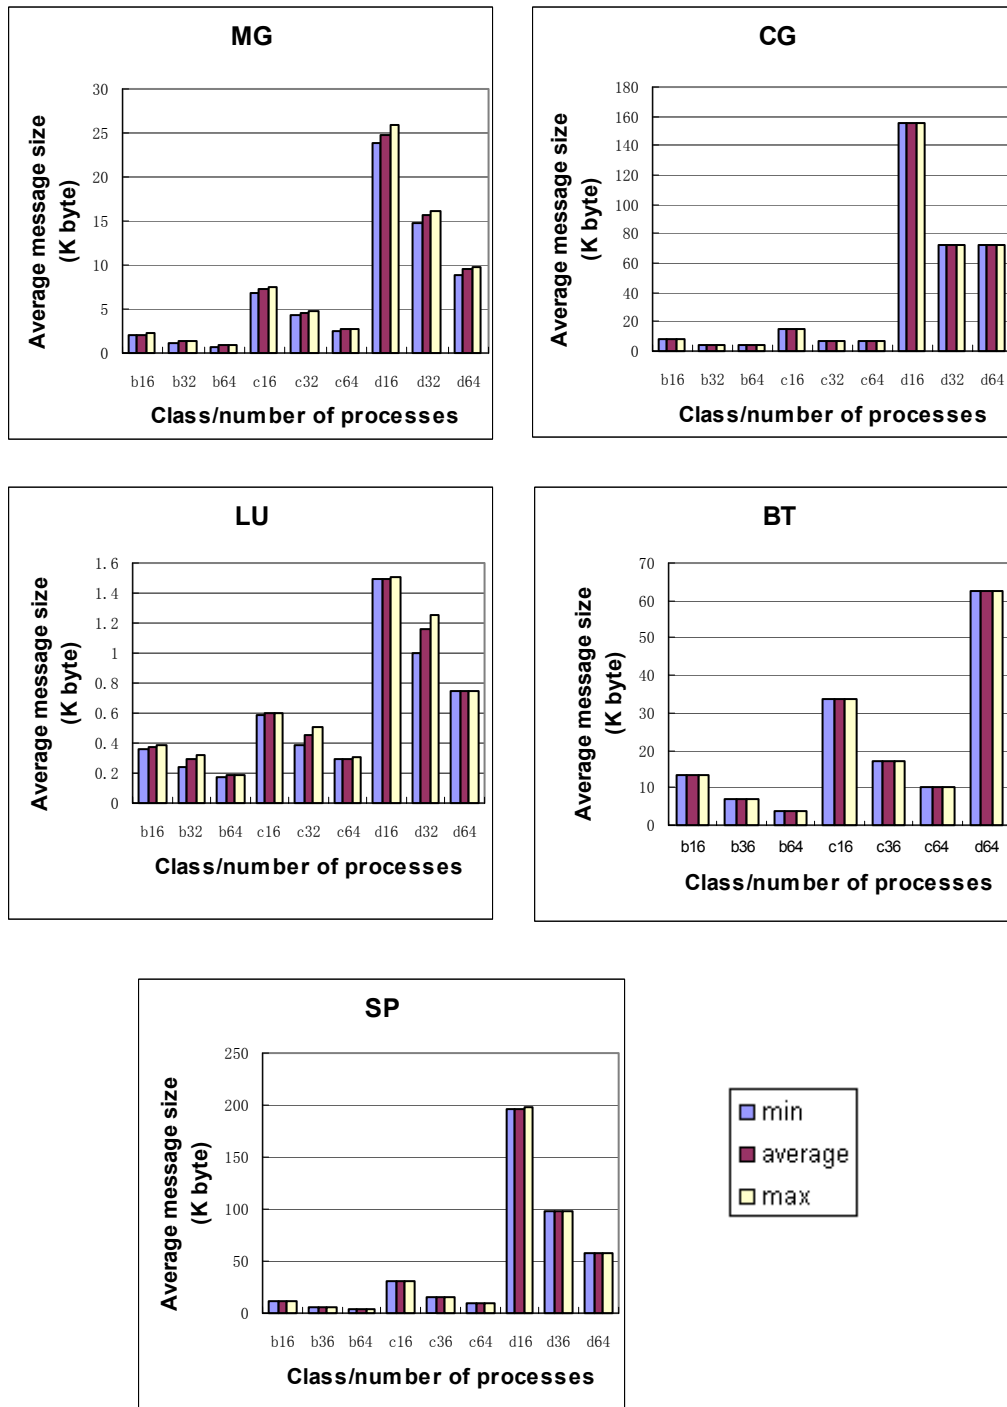 MG
Average message size
(K byte)
30
25
20
15
10
5
0
b16 b32 b64 c16 c32 c64 d16 d32 d64
Class/number of processes
CG
Average message size
(K byte)
180
160
140
120
100
80
60
40
20
0
b16 b32 b64 c16 c32 c64 d16 d32 d64
Class/number of processes
LU
Average message size
(K byte)
1.6
1.4
1.2
1
0.8
0.6
0.4
0.2
0
b16 b32 b64 c16 c32 c64 d16 d32 d64
Class/number of processes
BT
Average message size
(K byte)
70
60
50
40
30
20
10
0
b16 b36 b64 c16 c36 c64 d64
Class/number of processes
SP
Average message size
(K byte)
250
200
150
100
50
0
b16 b36 b64 c16 c36 c64 d16 d36 d64
Class/number of processes
min
average
max